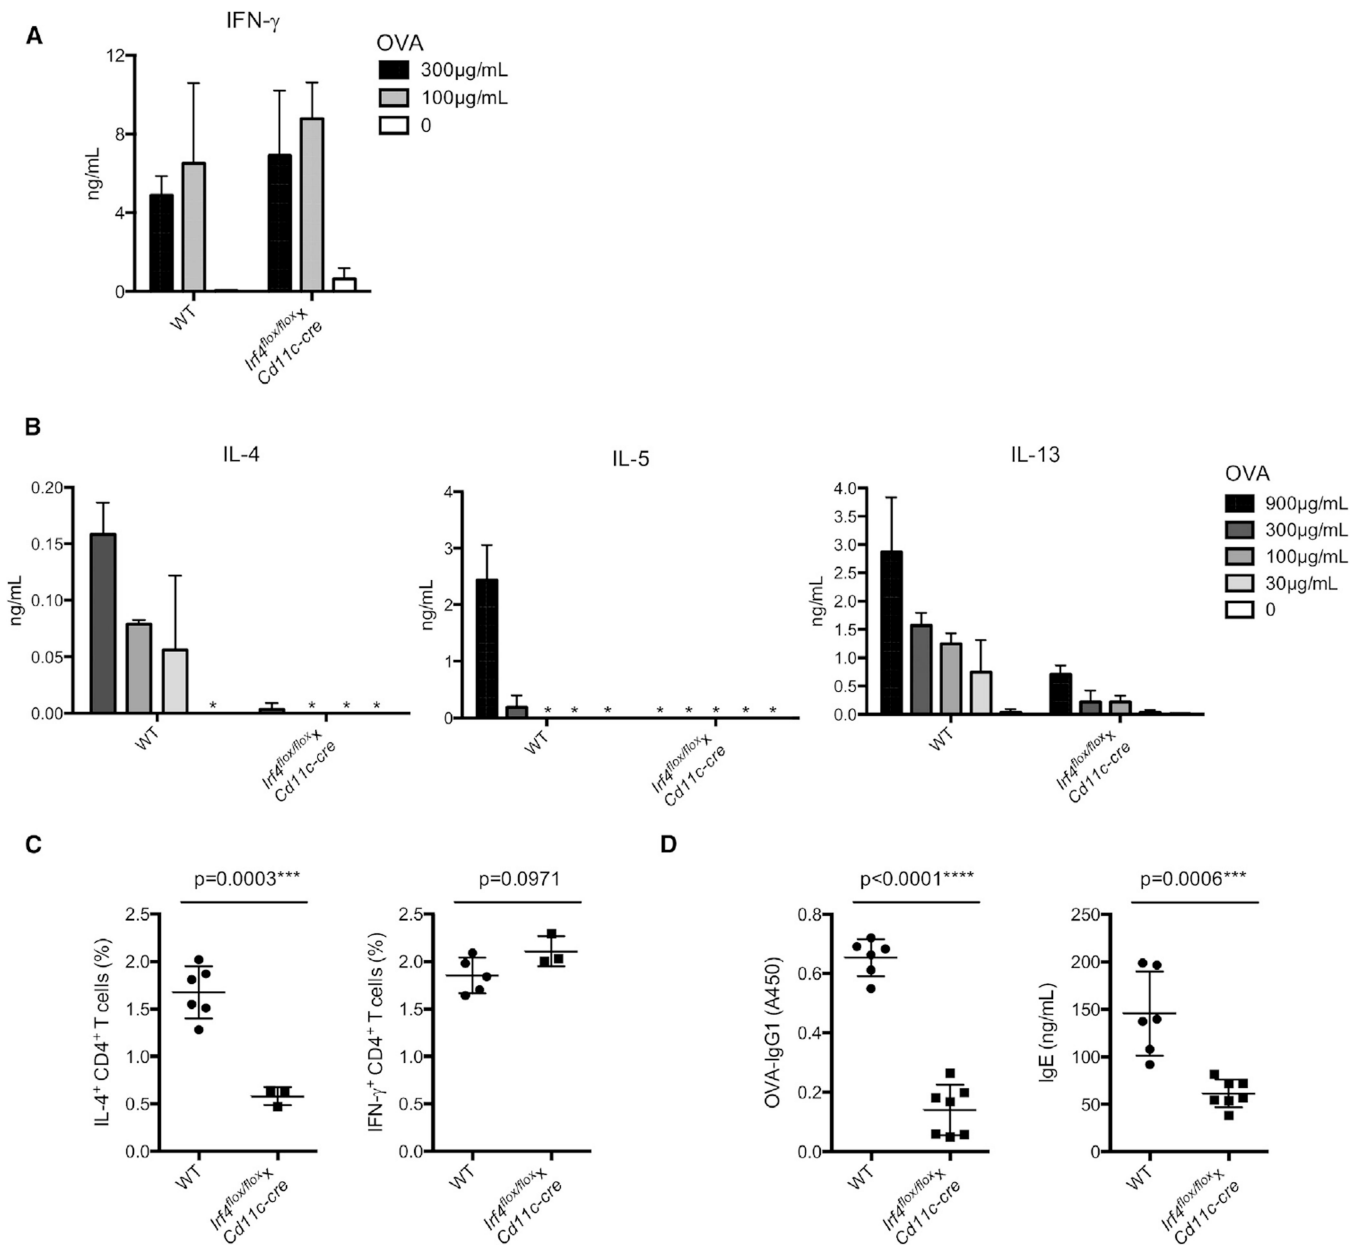 A
IFN-γ
OVA
300µg/mL
100µg/mL
0
12
8
4
0
ng/mL
WT
Irf4flox/flox x
Cd11c-cre
B
IL-4
0.20
0.15
0.10
0.05
0.00
ng/mL
*
* * *
WT
Irf4flox/flox x
Cd11c-cre
IL-5
4
3
2
1
0
ng/mL
* * *
* * * * *
WT
Irf4flox/flox x
Cd11c-cre
IL-13
4.0
3.5
3.0
2.5
2.0
1.5
1.0
0.5
0.0
ng/mL
WT
Irf4flox/flox x
Cd11c-cre
OVA
900µg/mL
300µg/mL
100µg/mL
30µg/mL
0
C
p=0.0003***
2.5
2.0
1.5
1.0
0.5
0.0
IL-4+ CD4+ T cells (%)
WT
Irf4flox/flox x
Cd11c-cre
p=0.0971
2.5
2.0
1.5
1.0
0.5
0.0
IFN-γ+ CD4+ T cells (%)
WT
Irf4flox/flox x
Cd11c-cre
D
p<0.0001****
0.8
0.6
0.4
0.2
0.0
OVA-IgG1 (A450)
WT
Irf4flox/flox x
Cd11c-cre
p=0.0006***
250
200
150
100
50
0
IgE (ng/mL)
WT
Irf4flox/flox x
Cd11c-cre